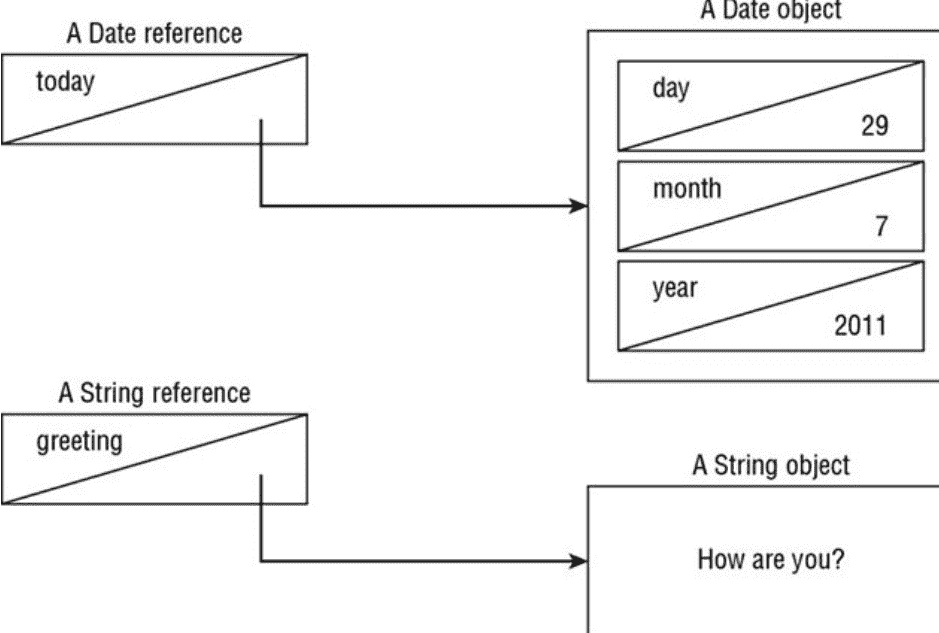 A Date reference
today
A Date object
day
29
month
7
year
2011
A String reference
greeting
A String object
How are you?